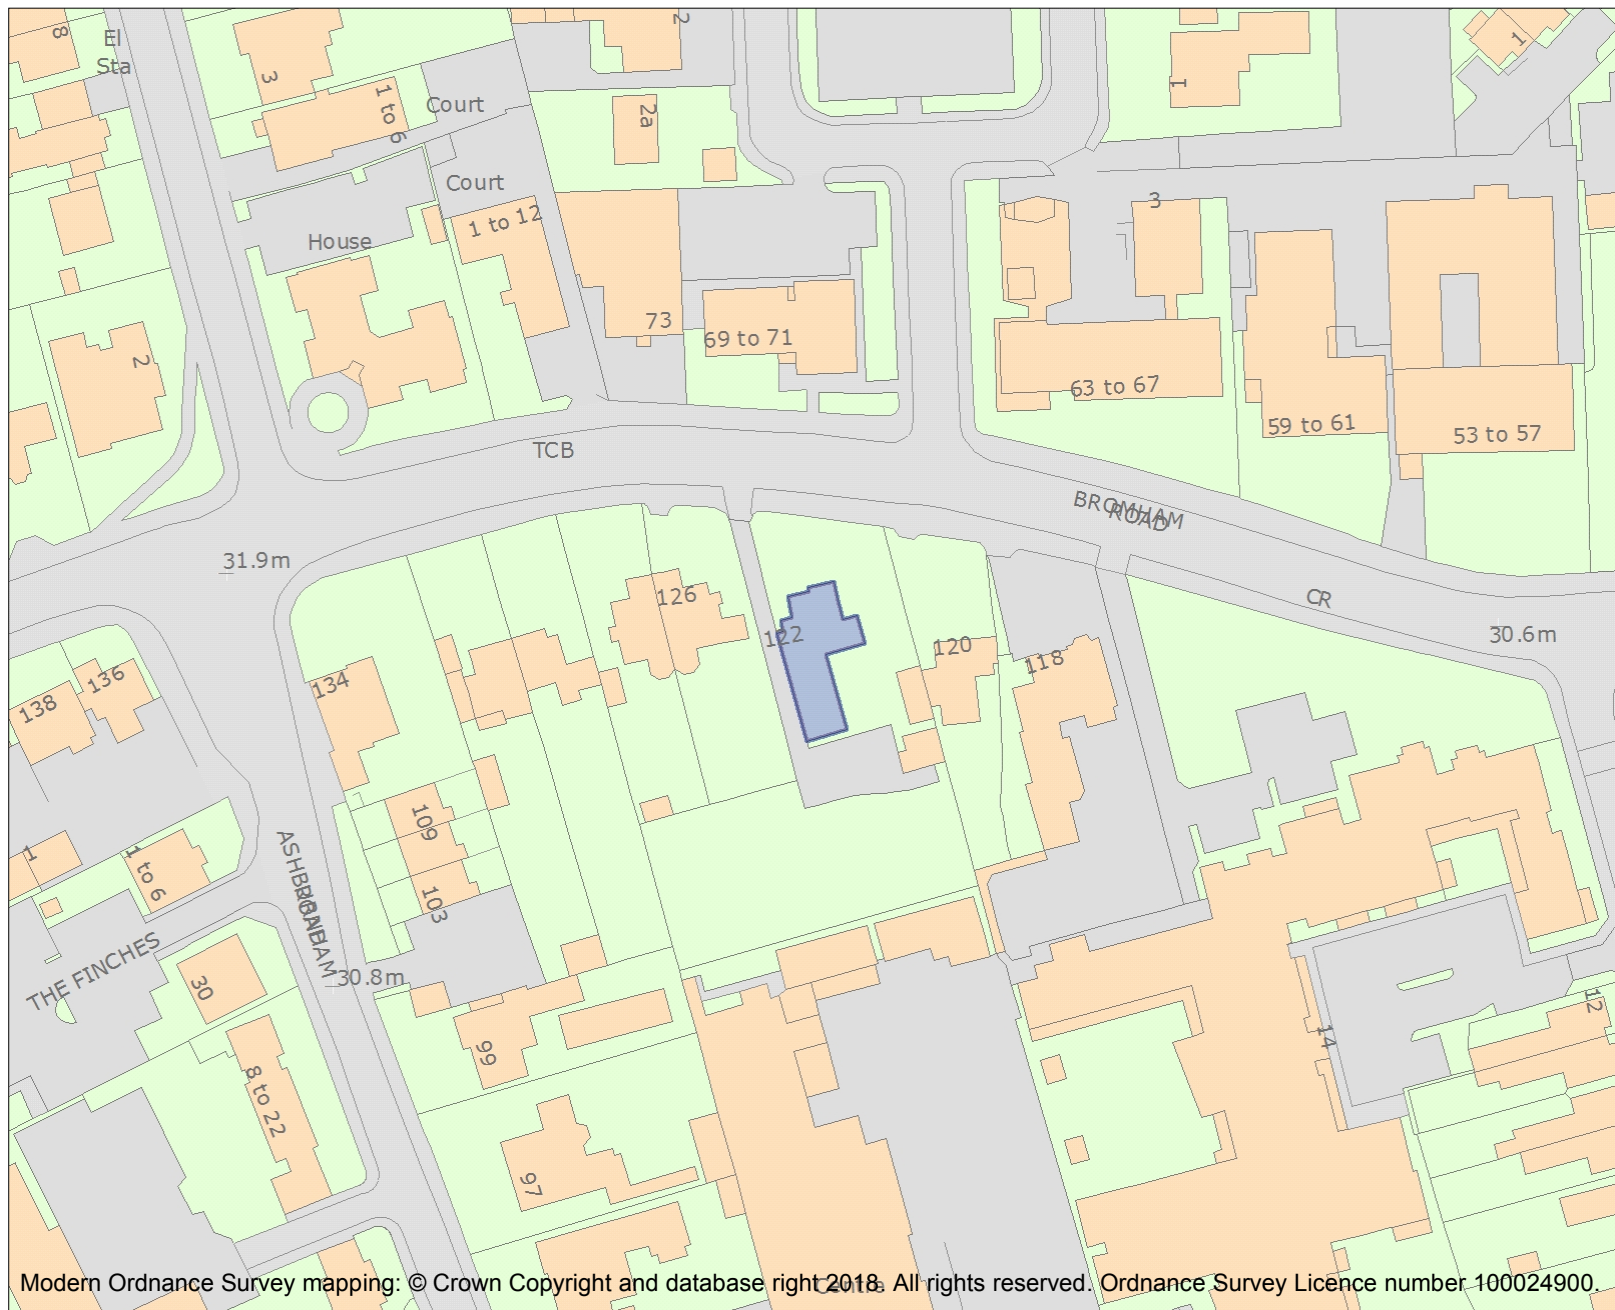 8
El
Sta
3
1 to 6
Court
2
2a
1
1
Court
1 to 12
House
3
2
73
69 to 71
63 to 67
59 to 61
53 to 57
TCB
BROMHAM
ROAD
31.9m
CR
30.6m
126
122
120
118
134
136
138
109
103
1
1 to 6
ASHBURNHAM
ROAD
THE FINCHES
30.8m
30
99
12
14
8 to 22
97
Centre
Modern Ordnance Survey mapping: © Crown Copyright and database right 2018. All rights reserved. Ordnance Survey Licence number 100024900.